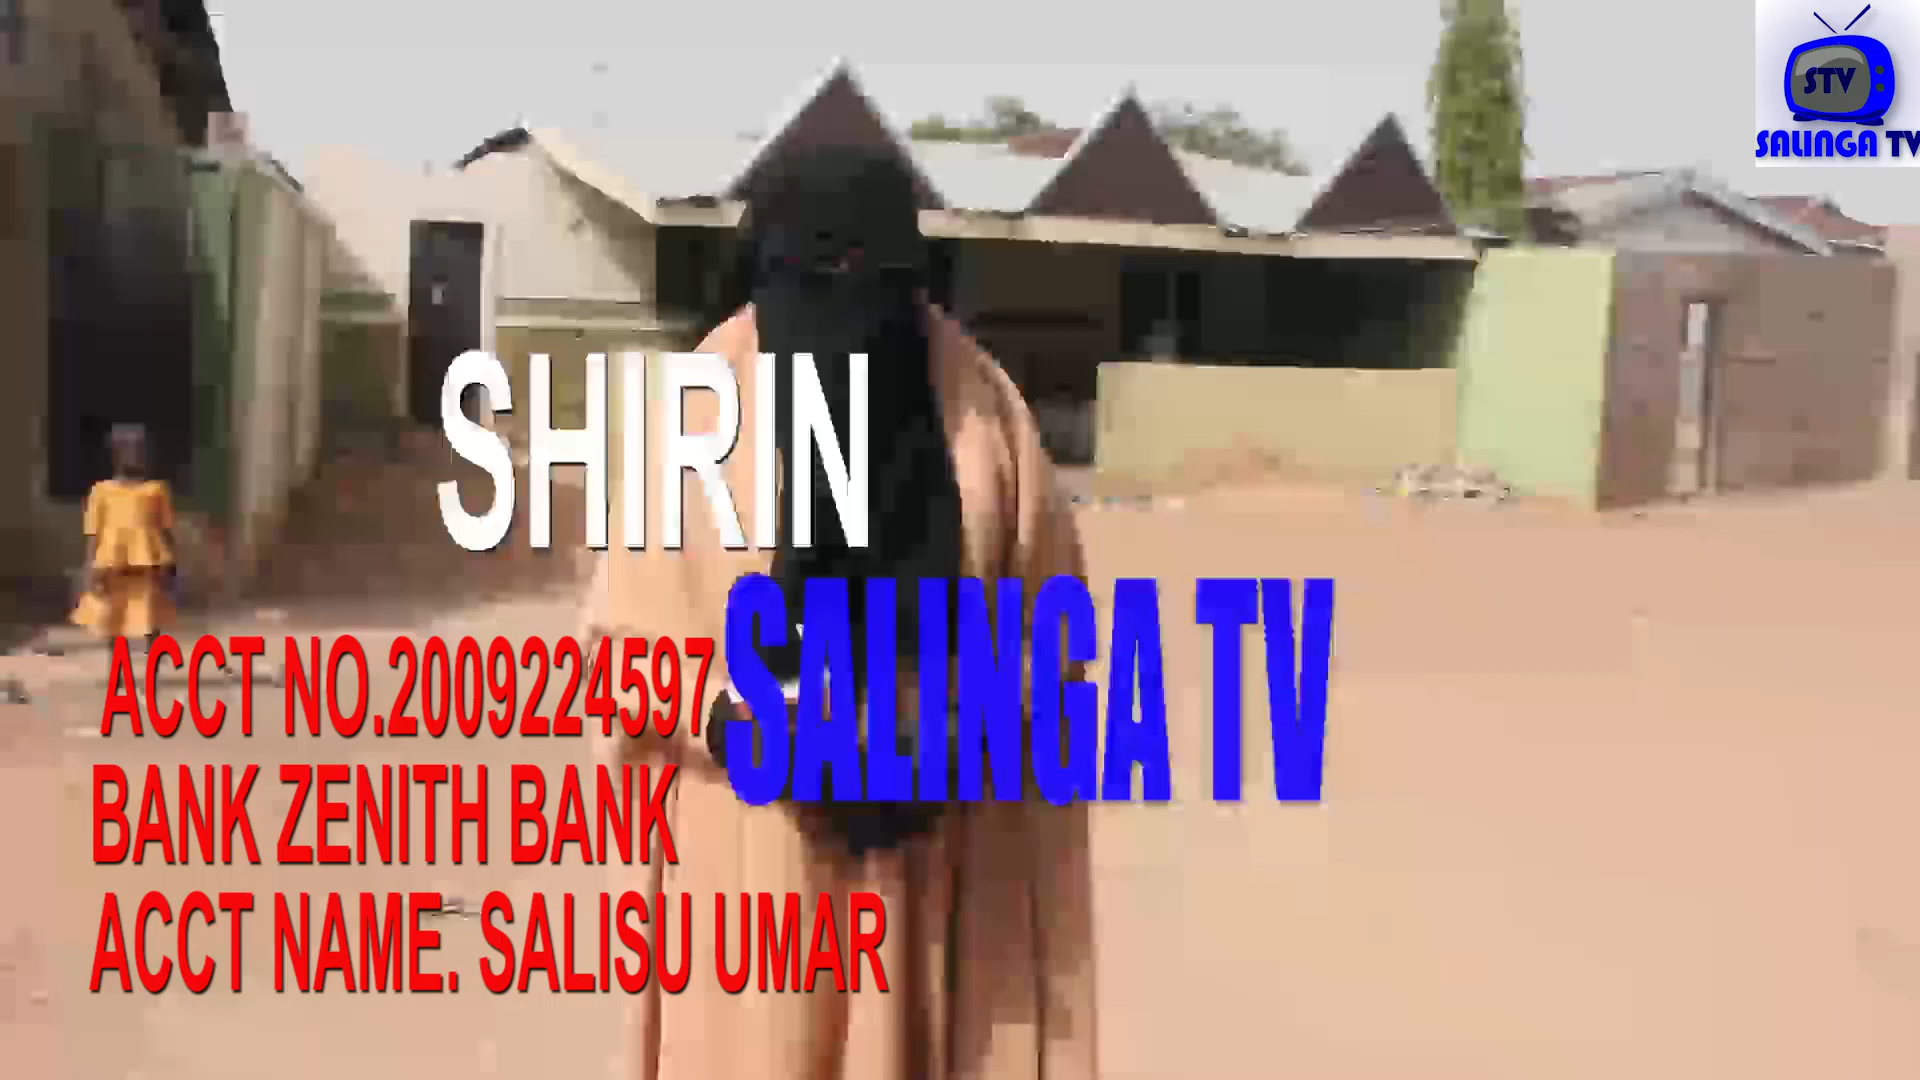 STV
SALINGA TV
SHIRIN
SALINGA TV
ACCT NO.2009224597
BANK ZENITH BANK
ACCT NAME. SALISU UMAR